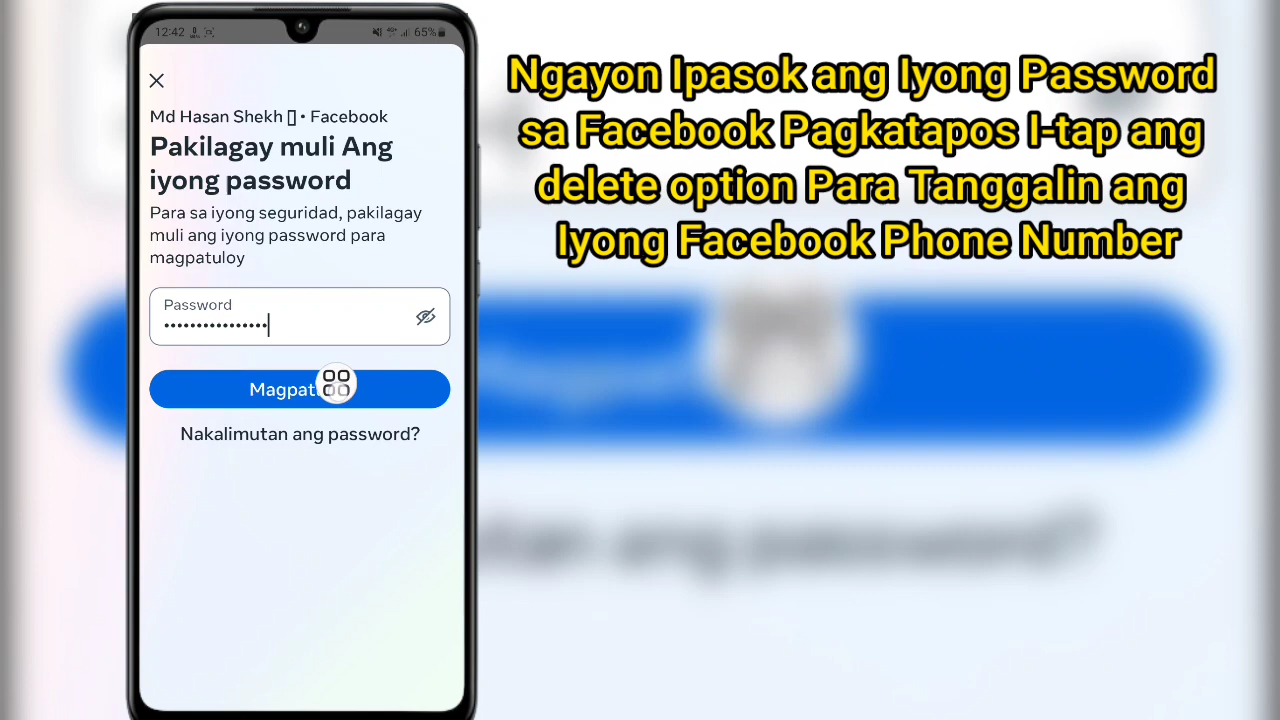 12:42
65%
Md Hasan Shekh [] • Facebook
Pakilagay muli Ang
iyong password
Para sa iyong seguridad, pakilagay
muli ang iyong password para
magpatuloy
Password
Nakalimutan ang password?
Ngayon Ipasok ang Iyong Password
sa Facebook Pagkatapos I-tap ang
delete option Para Tanggalin ang
Iyong Facebook Phone Number